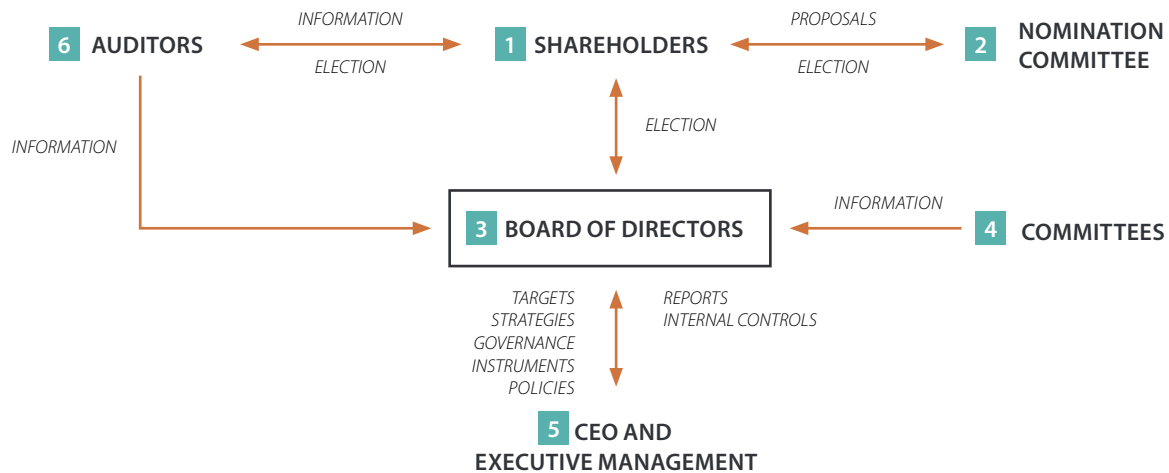 INFORMATION
PROPOSALS
6 AUDITORS
1 SHAREHOLDERS
2 NOMINATION
COMMITTEE
ELECTION
ELECTION
ELECTION
INFORMATION
INFORMATION
3 BOARD OF DIRECTORS
4 COMMITTEES
TARGETS
STRATEGIES
GOVERNANCE
INSTRUMENTS
POLICIES
REPORTS
INTERNAL CONTROLS
5 CEO AND
EXECUTIVE MANAGEMENT